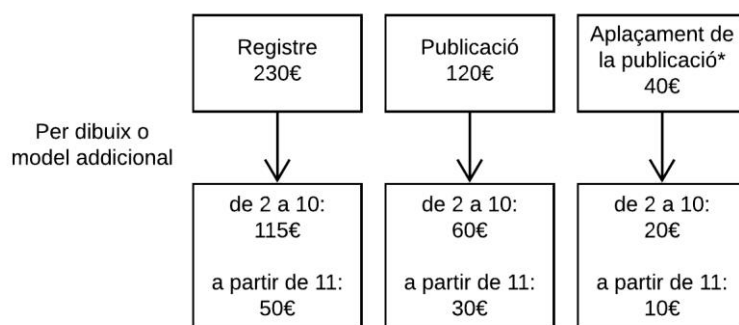 Registre
230€
Publicació
120€
Aplaçament de
la publicació*
40€
Per dibuix o
model addicional
de 2 a 10:
115€
a partir de 11:
50€
de 2 a 10:
60€
a partir de 11:
30€
de 2 a 10:
20€
a partir de 11:
10€